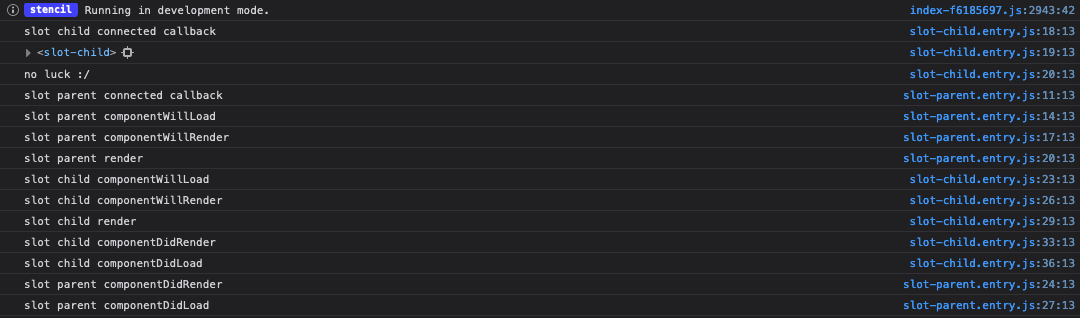 stencil Running in development mode. index-f6185697.js:2943:42
slot child connected callback slot-child.entry.js:18:13
<slot-child> slot-child.entry.js:19:13
no luck :/ slot-child.entry.js:20:13
slot parent connected callback slot-parent.entry.js:11:13
slot parent componentWillLoad slot-parent.entry.js:14:13
slot parent componentWillRender slot-parent.entry.js:17:13
slot parent render slot-parent.entry.js:20:13
slot child componentWillLoad slot-child.entry.js:23:13
slot child componentWillRender slot-child.entry.js:26:13
slot child render slot-child.entry.js:29:13
slot child componentDidRender slot-child.entry.js:33:13
slot child componentDidLoad slot-child.entry.js:36:13
slot parent componentDidRender slot-parent.entry.js:24:13
slot parent componentDidLoad slot-parent.entry.js:27:13